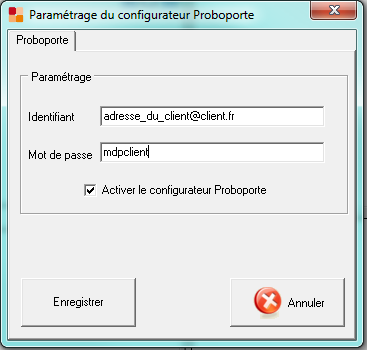 Paramétrage du configurateur Proboporte
Proboporte
Paramétrage
Identifiant adresse_du_client@client.fr
Mot de passe mdpclient
Activer le configurateur Proboporte
Enregistrer Annuler